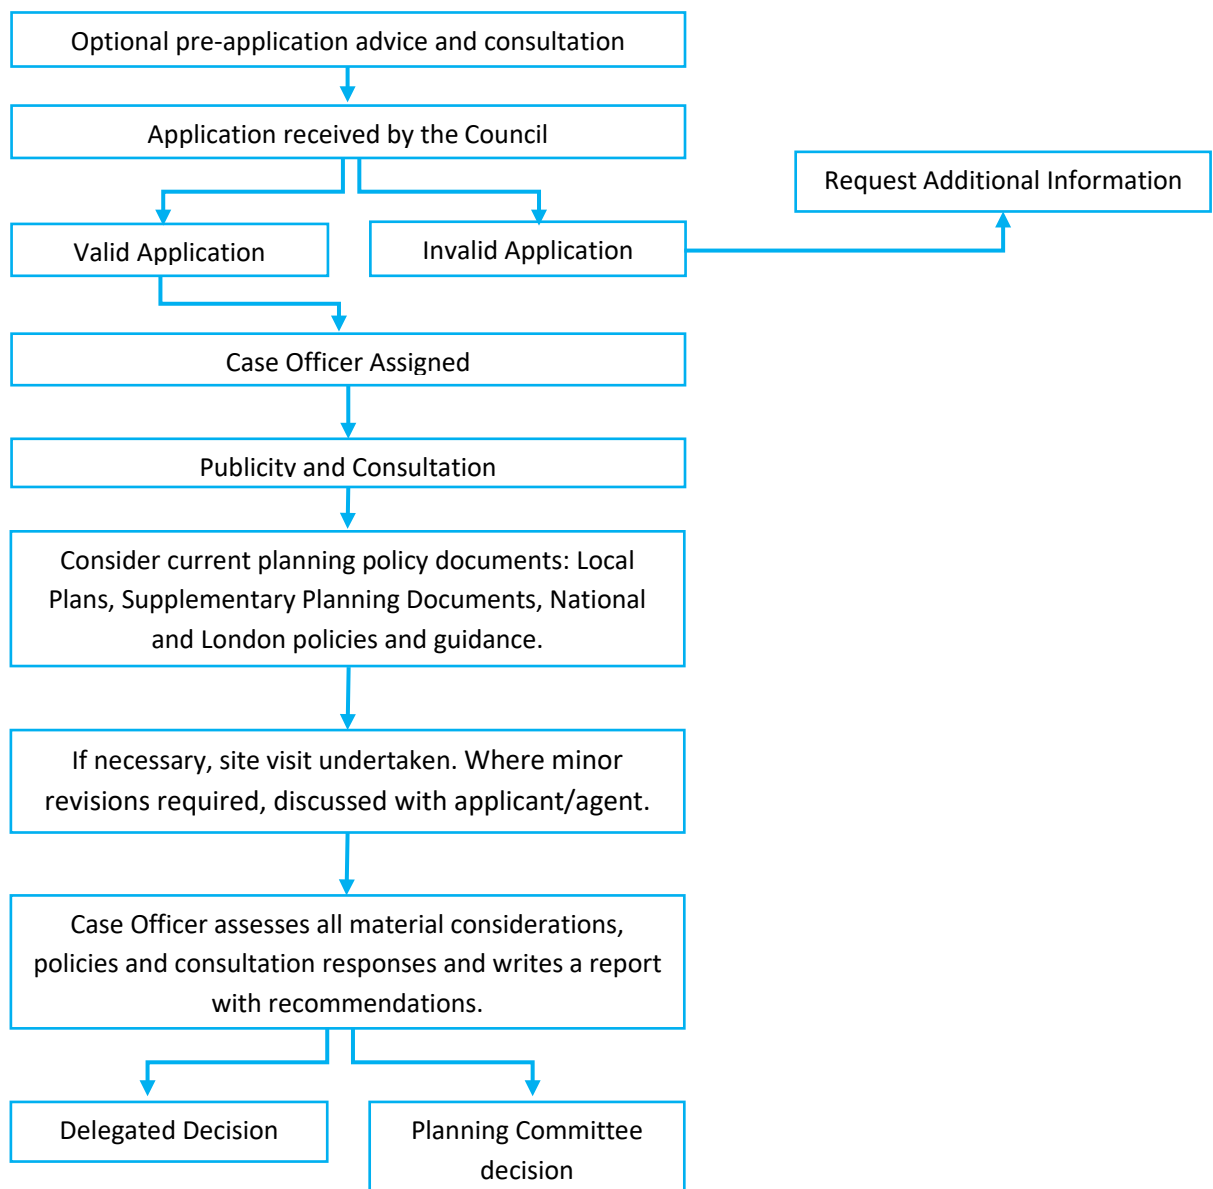 Optional pre-application advice and consultation
Application received by the Council
Request Additional Information
Valid Application
Invalid Application
Case Officer Assigned
Publicity and Consultation
Consider current planning policy documents: Local
Plans, Supplementary Planning Documents, National
and London policies and guidance.
If necessary, site visit undertaken. Where minor
revisions required, discussed with applicant/agent.
Case Officer assesses all material considerations,
policies and consultation responses and writes a report
with recommendations.
Delegated Decision
Planning Committee
decision